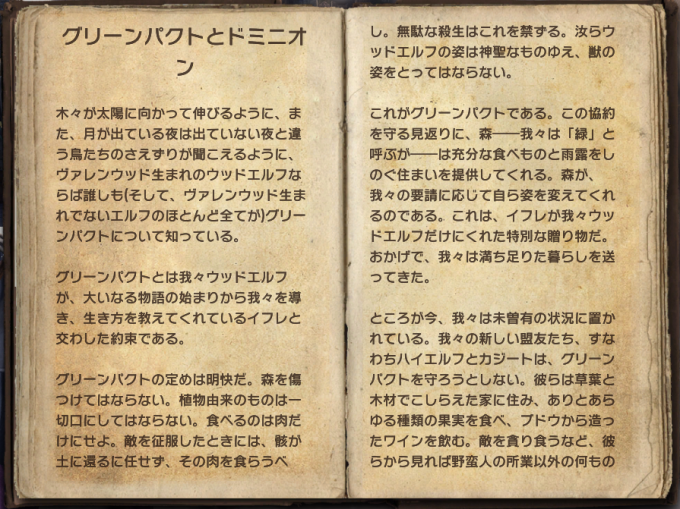 グリーンパクトとドミニオ
ン
木々が太陽に向かって伸びるように、ま
た、月が出ている夜は出ていない夜と違
う鳥たちのさえずりが聞こえるように、
ヴァレンウッド生まれのウッドエルフな
らば誰しも(そして、ヴァレンウッド生ま
れでないエルフのほとんど全てが)グリー
ンパクトについて知っている。
グリーンパクトとは我々ウッドエルフ
が、大いなる物語の始まりから我々を導
き、生き方を教えてくれているイフレと
交わした約束である。
グリーンパクトの定めは明快だ。森を傷
つけてはならない。植物由来のものは一
切口にしてはならない。食べるのは肉だ
けにせよ。敵を征服したときには、骸が
土に還るに任せず、その肉を食らうべ
し。無駄な殺生はこれを禁ずる。汝らウ
ッドエルフの姿は神聖なものゆえ、獣の
姿をとってはならない。
これがグリーンパクトである。この協約
を守る見返りに、森──我々は「緑」と
呼ぶが──は充分な食べものと雨露をし
のぐ住まいを提供してくれる。森が、
我々の要請に応じて自ら姿を変えてくれ
るのである。これは、イフレが我々ウッ
ドエルフだけにくれた特別な贈り物だ。
おかげで、我々は満ち足りた暮らしを送
ってきた。
ところが今、我々は未曽有の状況に置か
れている。我々の新しい盟友たち、すな
わちハイエルフとカジートは、グリーン
パクトを守ろうとしない。彼らは草葉と
木材でこしらえた家に住み、ありとあら
ゆる種類の果実を食べ、ブドウから造っ
たワインを飲む。敵を貪り食うなど、彼
らから見れば野蛮人の所業以外の何もの